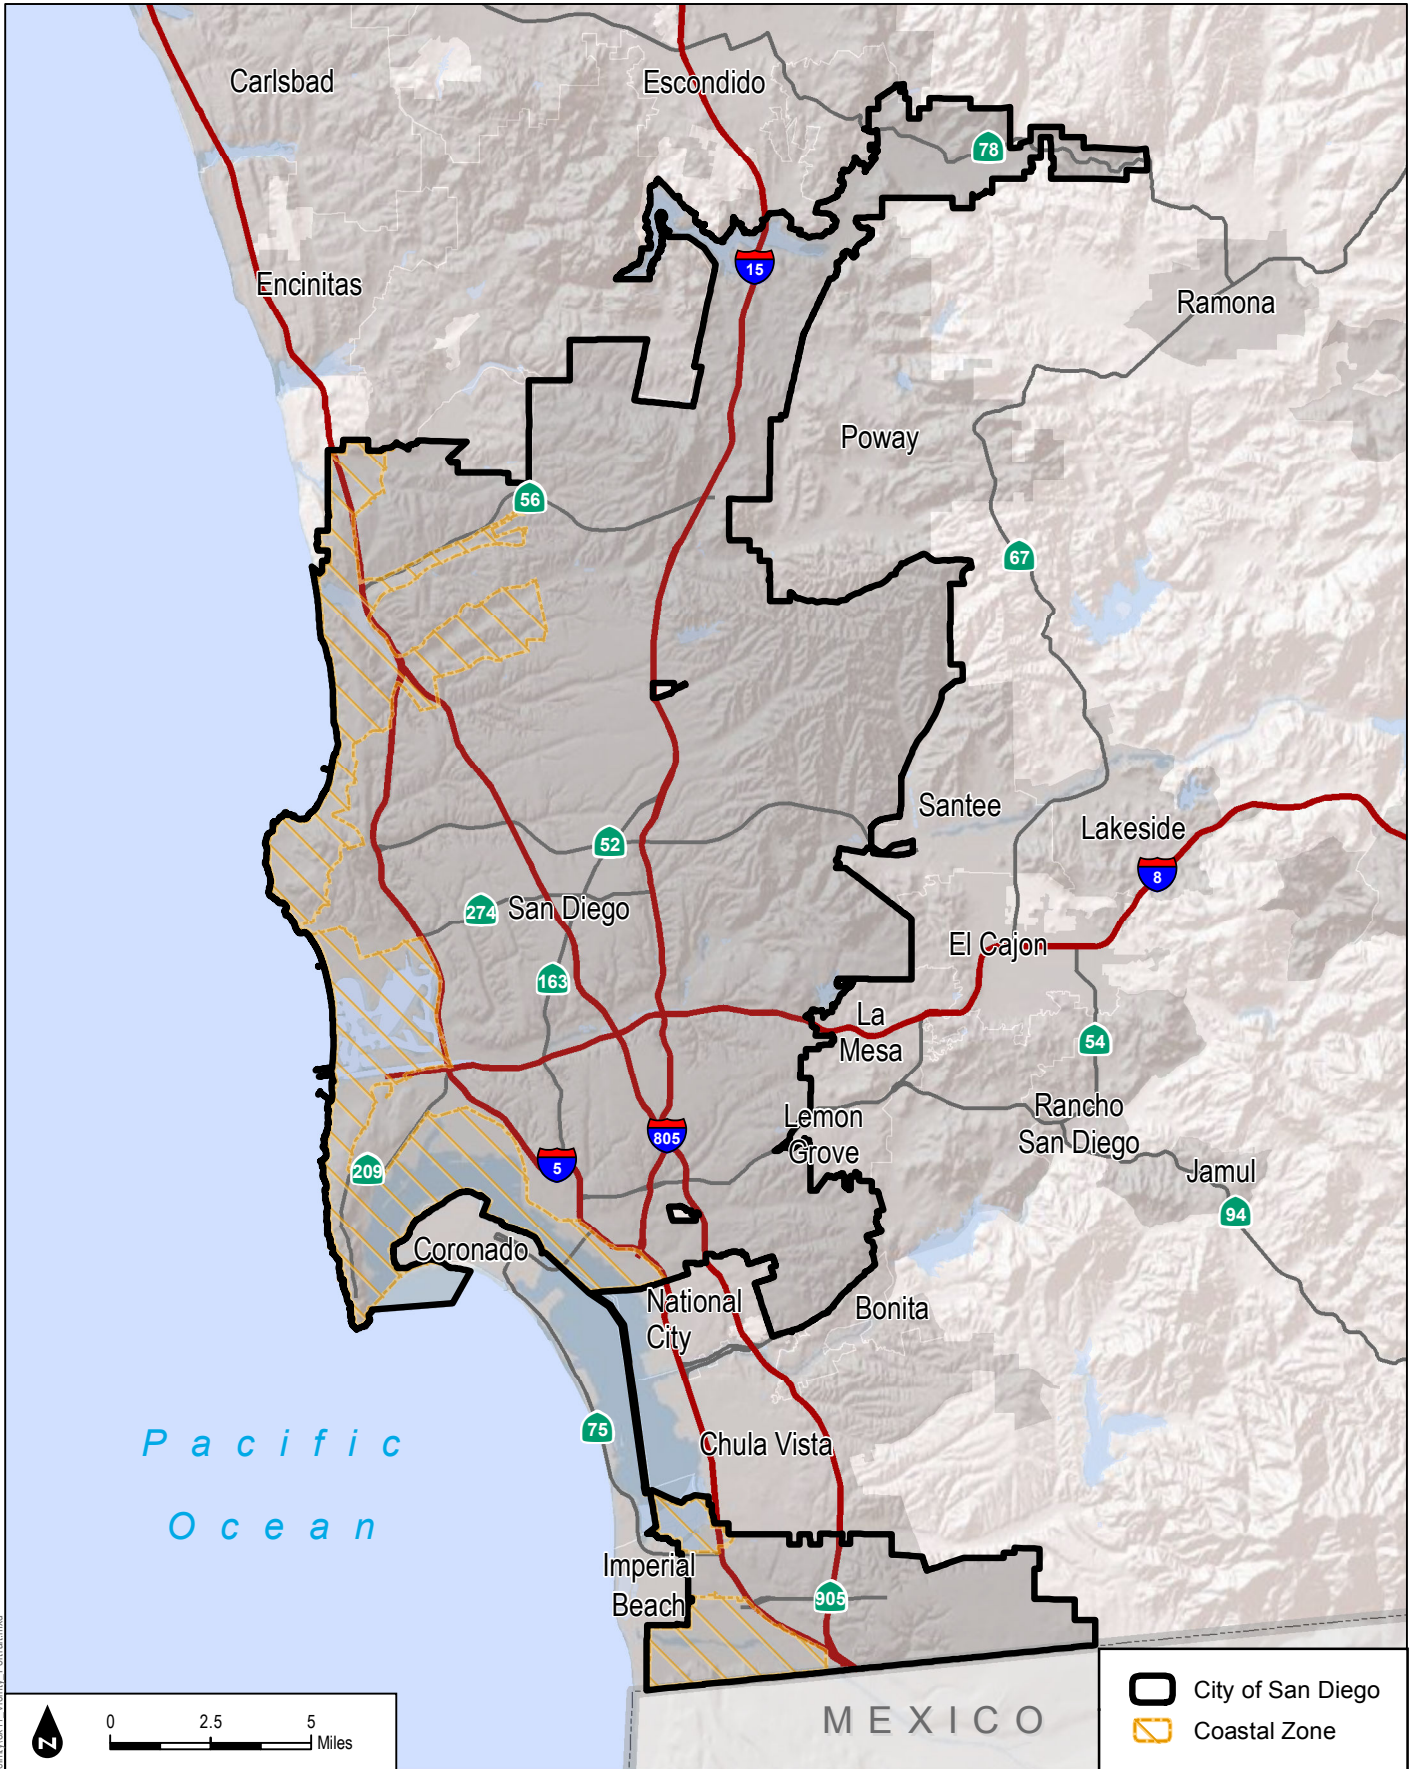 Carlsbad
Escondido
78
15
Encinitas
Ramona
Poway
56
67
Santee
Lakeside
52
8
274
San Diego
El Cajon
163
La
Mesa
54
Lemon
Grove
Rancho
San Diego
805
5
209
Jamul
94
Coronado
National
City
Bonita
75
Chula Vista
Pacific
Ocean
Imperial
Beach
905
MEXICO
N
0 2.5 5
Miles
City of San Diego
Coastal Zone